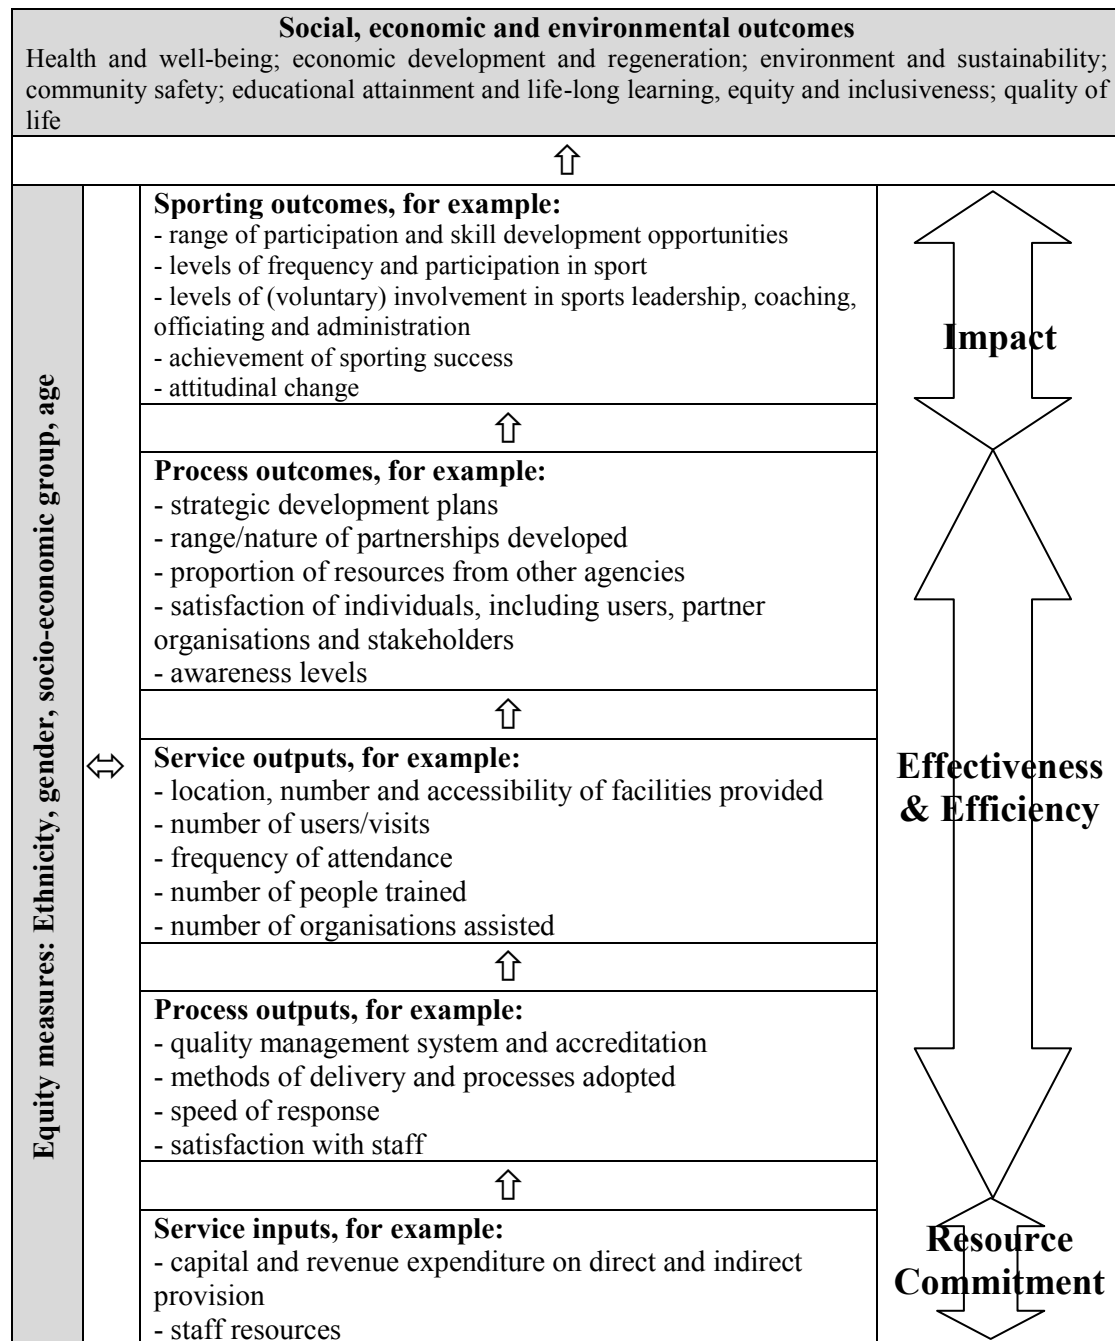 Social, economic and environmental outcomes
Health and well-being; economic development and regeneration; environment and sustainability;
community safety; educational attainment and life-long learning, equity and inclusiveness; quality of
life
Equity measures: Ethnicity, gender, socio-economic group, age
Sporting outcomes, for example:
- range of participation and skill development opportunities
- levels of frequency and participation in sport
- levels of (voluntary) involvement in sports leadership, coaching,
officiating and administration
- achievement of sporting success
- attitudinal change
Impact
Process outcomes, for example:
- strategic development plans
- range/nature of partnerships developed
- proportion of resources from other agencies
- satisfaction of individuals, including users, partner
organisations and stakeholders
- awareness levels
Service outputs, for example:
- location, number and accessibility of facilities provided
- number of users/visits
- frequency of attendance
- number of people trained
- number of organisations assisted
Effectiveness
& Efficiency
Process outputs, for example:
- quality management system and accreditation
- methods of delivery and processes adopted
- speed of response
- satisfaction with staff
Service inputs, for example:
- capital and revenue expenditure on direct and indirect
provision
- staff resources
Resource
Commitment